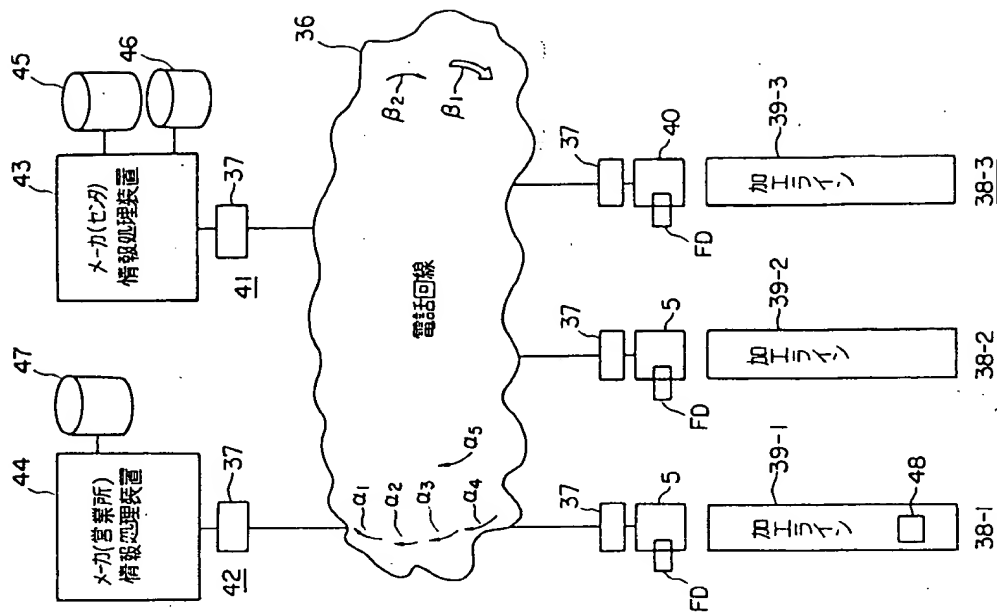 47
44
メーカ(営業所)
情報処理装置
37
42
45
46
43
メーカ(センタ)
情報処理装置
37
41
36
電話回線
α1
α2
α3
α4
α5
β2
β1
37
5
FD
39-1
加工ライン
48
38-1
37
5
FD
39-2
加工ライン
38-2
37
40
FD
39-3
加工ライン
38-3